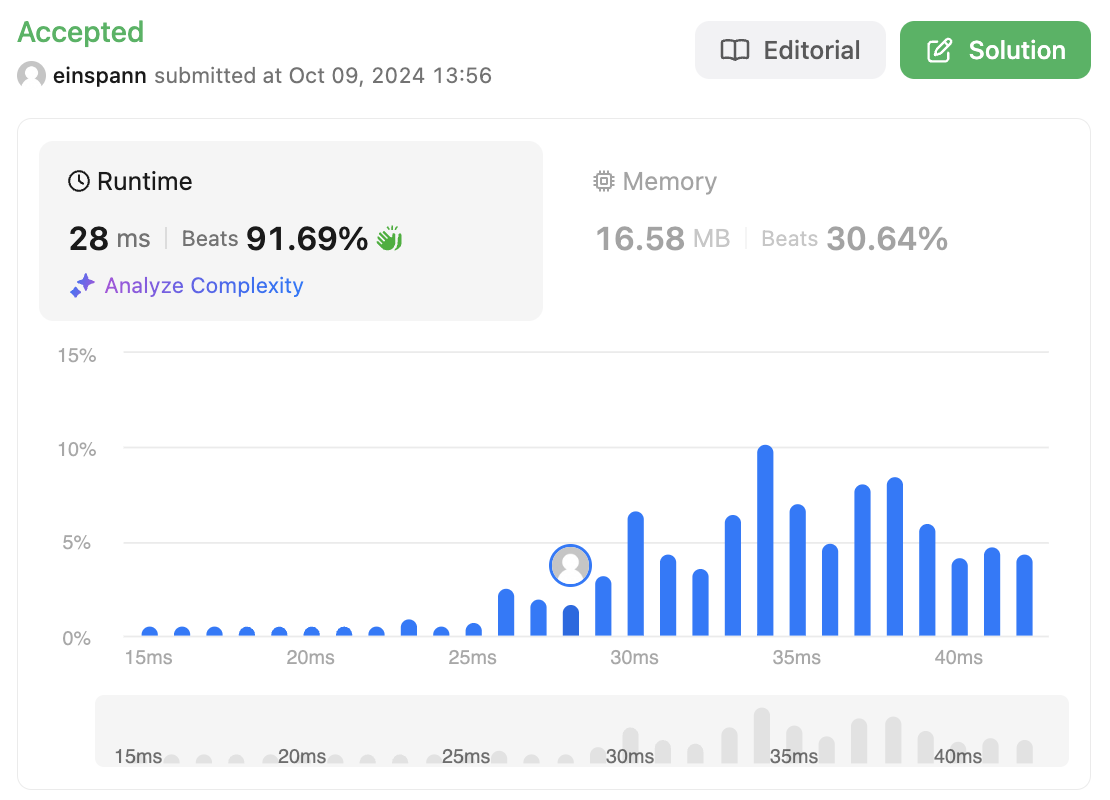 Accepted
einspann submitted at Oct 09, 2024 13:56
Editorial
Solution
Runtime
28 ms Beats 91.69%
Analyze Complexity
Memory
16.58 MB Beats 30.64%
15%
10%
5%
0%
15ms 20ms 25ms 30ms 35ms 40ms
15ms 20ms 25ms 30ms 35ms 40ms